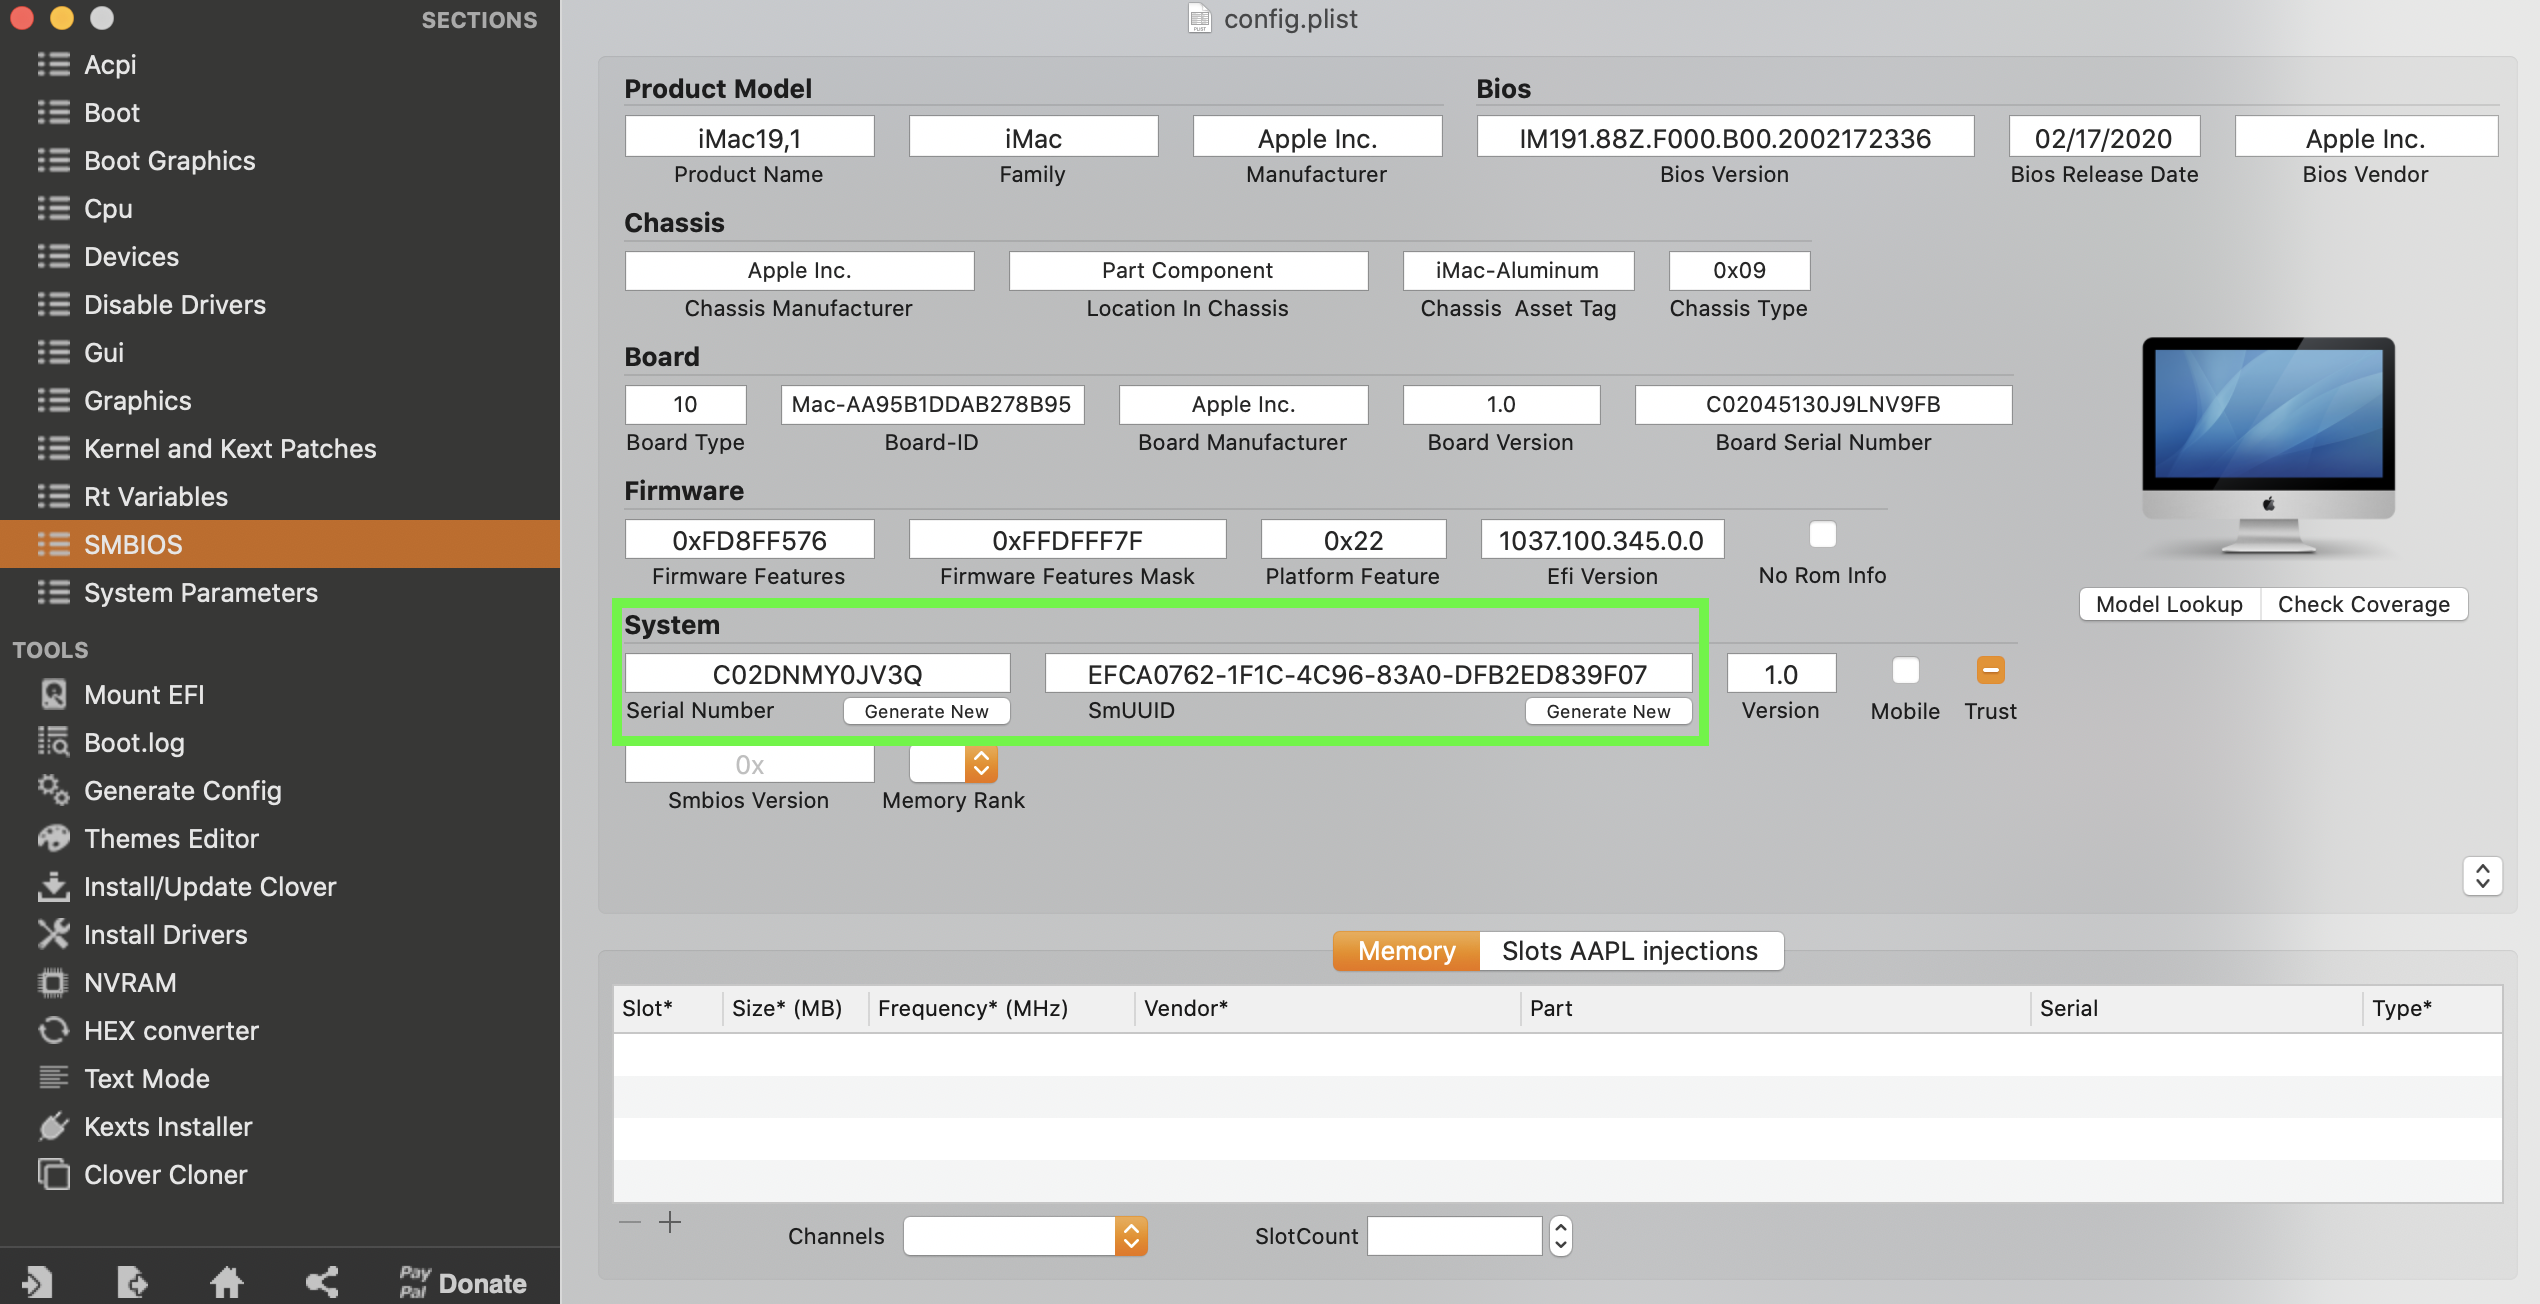 SECTIONS
Acpi
Boot
Boot Graphics
Cpu
Devices
Disable Drivers
Gui
Graphics
Kernel and Kext Patches
Rt Variables
SMBIOS
System Parameters
TOOLS
Mount EFI
Boot.log
Generate Config
Themes Editor
Install/Update Clover
Install Drivers
NVRAM
HEX converter
Text Mode
Kexts Installer
Clover Cloner
Pay
Pal Donate
config.plist
Product Model
iMac19,1 iMac Apple Inc.
Product Name Family Manufacturer
Bios
IM191.88Z.F000.B00.2002172336 02/17/2020 Apple Inc.
Bios Version Bios Release Date Bios Vendor
Chassis
Apple Inc. Part Component iMac-Aluminum 0x09
Chassis Manufacturer Location In Chassis Chassis Asset Tag Chassis Type
Board
10 Mac-AA95B1DDAB278B95 Apple Inc. 1.0 C02045130J9LNV9FB
Board Type Board-ID Board Manufacturer Board Version Board Serial Number
Firmware
0xFD8FF576 0xFFDFFF7F 0x22 1037.100.345.0.0
Firmware Features Firmware Features Mask Platform Feature Efi Version No Rom Info
Model Lookup Check Coverage
System
C02DNMY0JV3Q EFCA0762-1F1C-4C96-83A0-DFB2ED839F07 1.0
Serial Number Generate New SmUUID Generate New Version Mobile Trust
0x
Smbios Version Memory Rank
Memory Slots AAPL injections
Slot* Size* (MB) Frequency* (MHz) Vendor* Part Serial Type*
Channels SlotCount